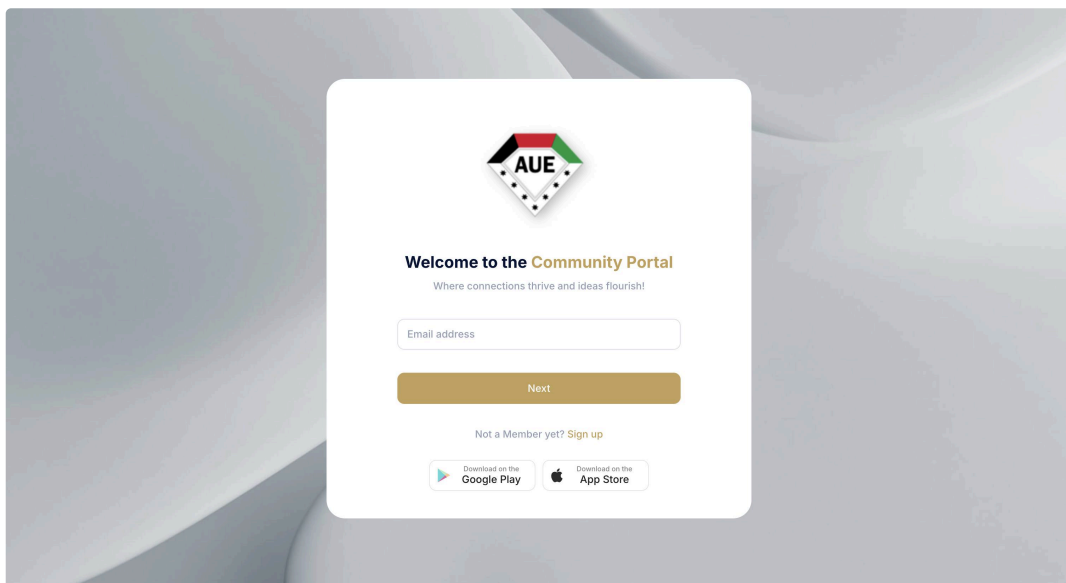 AUE
Welcome to the Community Portal
Where connections thrive and ideas flourish!
Email address
Next
Not a Member yet? Sign up
Download on the
Google Play
Download on the
App Store